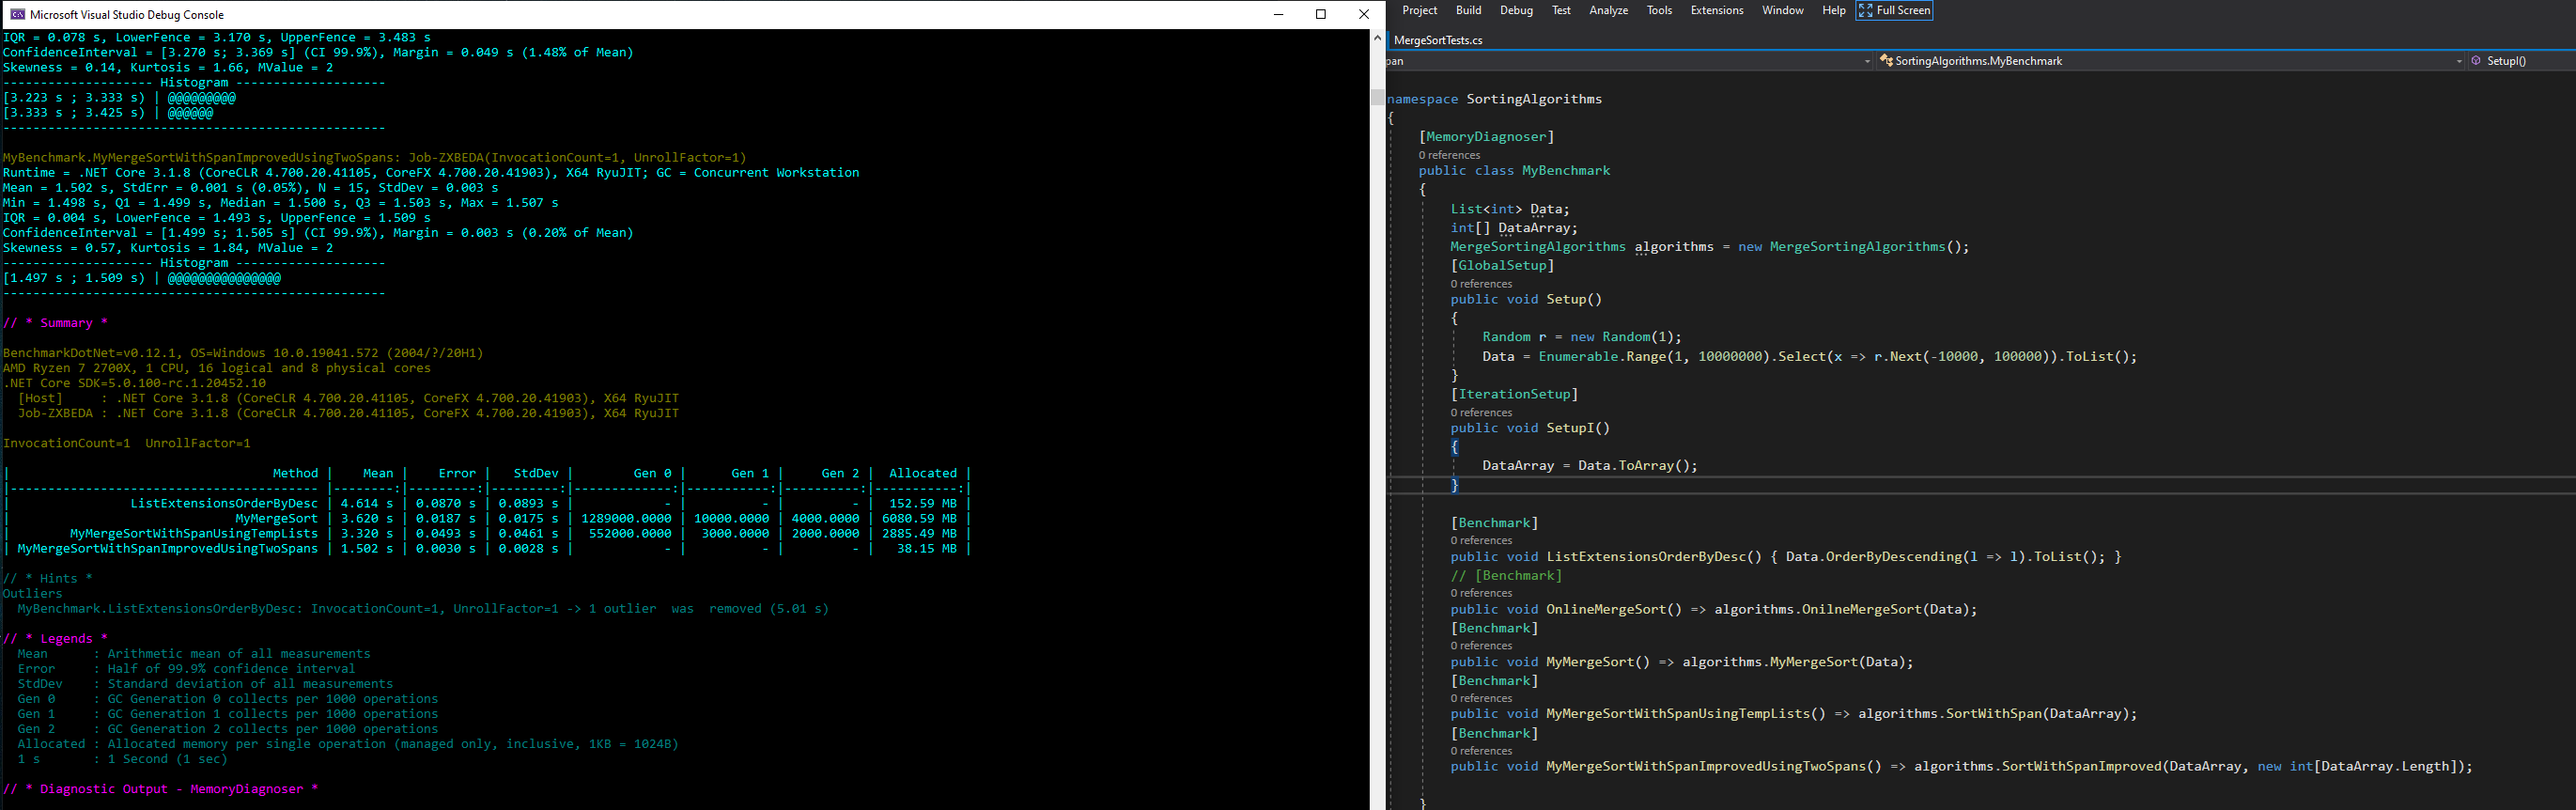 Microsoft Visual Studio Debug Console
IQR = 0.078 s, LowerFence = 3.170 s, UpperFence = 3.483 s
ConfidenceInterval = [3.270 s; 3.369 s] (CI 99.9%), Margin = 0.049 s (1.48% of Mean)
Skewness = 0.14, Kurtosis = 1.66, MValue = 2
-------------------- Histogram --------------------
[3.223 s ; 3.333 s) | @@@@@@@@@
[3.333 s ; 3.425 s) | @@@@@@
---------------------------------------------------
MyBenchmark.MyMergeSortWithSpanImprovedUsingTwoSpans: Job-ZXBEDA(InvocationCount=1, UnrollFactor=1)
Runtime = .NET Core 3.1.8 (CoreCLR 4.700.20.41105, CoreFX 4.700.20.41903), X64 RyuJIT; GC = Concurrent Workstation
Mean = 1.502 s, StdErr = 0.001 s (0.05%), N = 15, StdDev = 0.003 s
Min = 1.498 s, Q1 = 1.499 s, Median = 1.500 s, Q3 = 1.503 s, Max = 1.507 s
IQR = 0.004 s, LowerFence = 1.493 s, UpperFence = 1.509 s
ConfidenceInterval = [1.499 s; 1.505 s] (CI 99.9%), Margin = 0.003 s (0.20% of Mean)
Skewness = 0.57, Kurtosis = 1.84, MValue = 2
-------------------- Histogram --------------------
[1.497 s ; 1.509 s) | @@@@@@@@@@@@@@@
---------------------------------------------------
// * Summary *
BenchmarkDotNet=v0.12.1, OS=Windows 10.0.19041.572 (2004/?/20H1)
AMD Ryzen 7 2700X, 1 CPU, 16 logical and 8 physical cores
.NET Core SDK=5.0.100-rc.1.20452.10
[Host]     : .NET Core 3.1.8 (CoreCLR 4.700.20.41105, CoreFX 4.700.20.41903), X64 RyuJIT
Job-ZXBEDA : .NET Core 3.1.8 (CoreCLR 4.700.20.41105, CoreFX 4.700.20.41903), X64 RyuJIT
InvocationCount=1  UnrollFactor=1
| Method | Mean | Error | StdDev | Gen 0 | Gen 1 | Gen 2 | Allocated |
|----------------------------------------- |--------:|---------:|---------:|-------------:|-----------:|----------:|-----------:|
| ListExtensionsOrderByDesc | 4.614 s | 0.0870 s | 0.0893 s | - | - | - | 152.59 MB |
| MyMergeSort | 3.620 s | 0.0187 s | 0.0175 s | 1289000.0000 | 10000.0000 | 4000.0000 | 6080.59 MB |
| MyMergeSortWithSpanUsingTempLists | 3.320 s | 0.0493 s | 0.0461 s | 552000.0000 | 3000.0000 | 2000.0000 | 2885.49 MB |
| MyMergeSortWithSpanImprovedUsingTwoSpans | 1.502 s | 0.0030 s | 0.0028 s | - | - | - | 38.15 MB |
// * Hints *
Outliers
MyBenchmark.ListExtensionsOrderByDesc: InvocationCount=1, UnrollFactor=1 -> 1 outlier  was  removed (5.01 s)
// * Legends *
Mean      : Arithmetic mean of all measurements
Error     : Half of 99.9% confidence interval
StdDev    : Standard deviation of all measurements
Gen 0     : GC Generation 0 collects per 1000 operations
Gen 1     : GC Generation 1 collects per 1000 operations
Gen 2     : GC Generation 2 collects per 1000 operations
Allocated : Allocated memory per single operation (managed only, inclusive, 1KB = 1024B)
1 s       : 1 Second (1 sec)
// * Diagnostic Output - MemoryDiagnoser *
Project Build Debug Test Analyze Tools Extensions Window Help Full Screen
MergeSortTests.cs
pan SortingAlgorithms.MyBenchmark SetupI()
namespace SortingAlgorithms
{
[MemoryDiagnoser]
0 references
public class MyBenchmark
{
List<int> Data;
int[] DataArray;
MergeSortingAlgorithms algorithms = new MergeSortingAlgorithms();
[GlobalSetup]
0 references
public void Setup()
{
Random r = new Random(1);
Data = Enumerable.Range(1, 10000000).Select(x => r.Next(-10000, 100000)).ToList();
}
[IterationSetup]
0 references
public void SetupI()
{
DataArray = Data.ToArray();
}
[Benchmark]
0 references
public void ListExtensionsOrderByDesc() { Data.OrderByDescending(l => l).ToList(); }
// [Benchmark]
0 references
public void OnlineMergeSort() => algorithms.OnilneMergeSort(Data);
[Benchmark]
0 references
public void MyMergeSort() => algorithms.MyMergeSort(Data);
[Benchmark]
0 references
public void MyMergeSortWithSpanUsingTempLists() => algorithms.SortWithSpan(DataArray);
[Benchmark]
0 references
public void MyMergeSortWithSpanImprovedUsingTwoSpans() => algorithms.SortWithSpanImproved(DataArray, new int[DataArray.Length]);
}